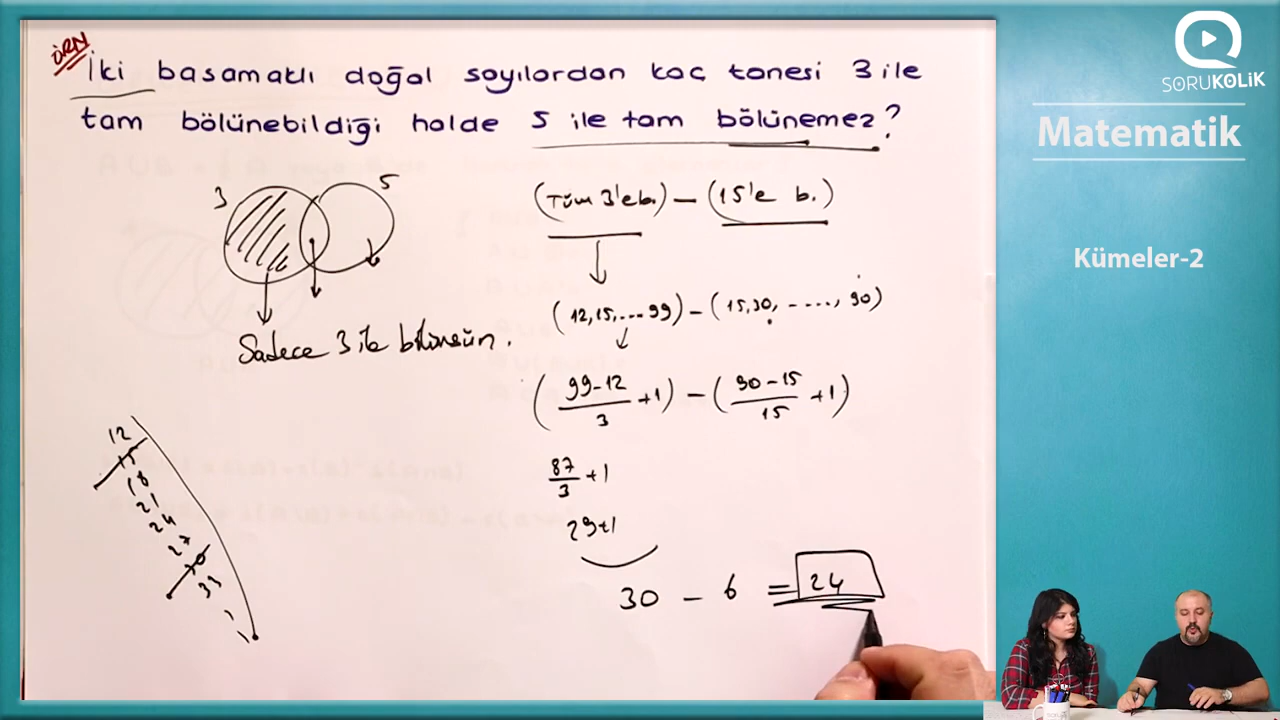 ÖRN
İki basamaklı doğal sayılardan kaç tanesi 3 ile
tam bölünebildiği halde 5 ile tam bölünemez?
3 5
(Tüm 3'e b.) - (15'e b.)
(12, 15, ... 99) - (15, 30, - ...., 90)
Sadece 3 ile bölünsün.
(99-12/3 + 1) - (90-15/15 + 1)
87/3 + 1
29+1
30 - 6 = 24
12
15
18
21
24
27
30
33
SORUKOLİK
Matematik
Kümeler-2